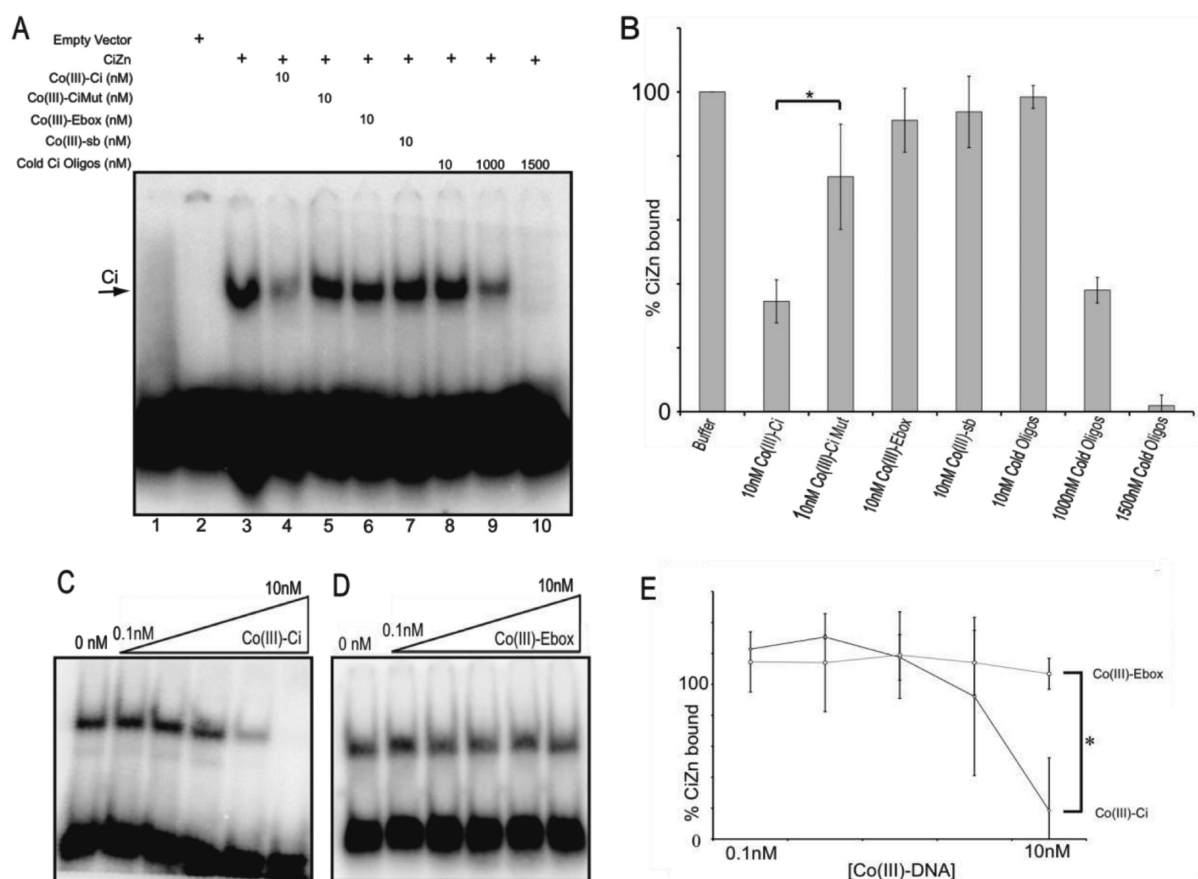 A
Empty Vector +
CiZn + + + + + + + +
Co(III)-Ci (nM) 10
Co(III)-CiMut (nM) 10
Co(III)-Ebox (nM) 10
Co(III)-sb (nM) 10
Cold Ci Oligos (nM) 10 1000 1500
Ci
1 2 3 4 5 6 7 8 9 10
B
% CiZn bound
100
0
*
Buffer
10nM Co(III)-Ci
10nM Co(III)-Ci Mut
10nM Co(III)-Ebox
10nM Co(III)-sb
10nM Cold Oligos
1000nM Cold Oligos
1500nM Cold Oligos
C
0 nM 0.1nM 10nM
Co(III)-Ci
D
0 nM 0.1nM 10nM
Co(III)-Ebox
E
% CiZn bound
100
0
Co(III)-Ebox
*
Co(III)-Ci
0.1nM 10nM
[Co(III)-DNA]